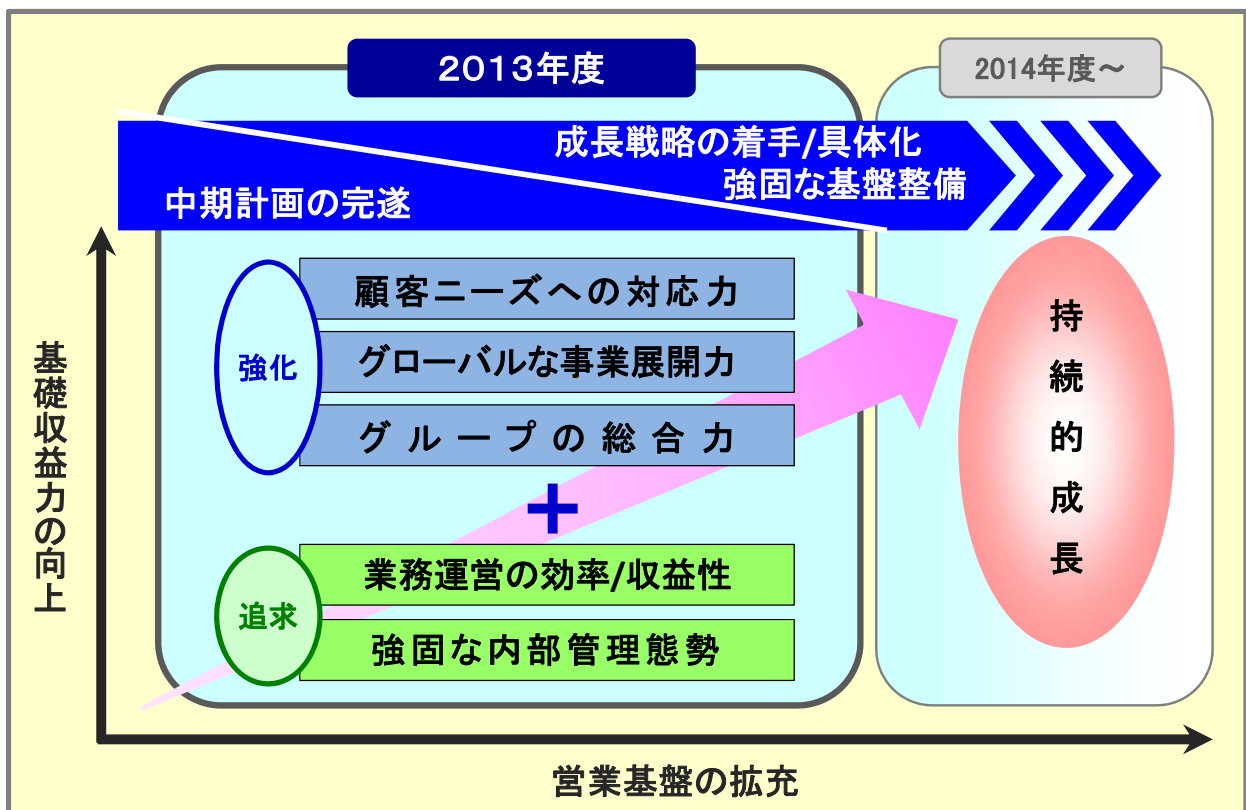 2013年度
2014年度～
成長戦略の着手/具体化
強固な基盤整備
中期計画の完遂
強化
顧客ニーズへの対応力
グローバルな事業展開力
グループの総合力
+
追求
業務運営の効率/収益性
強固な内部管理態勢
持続的成長
基礎収益力の向上
営業基盤の拡充